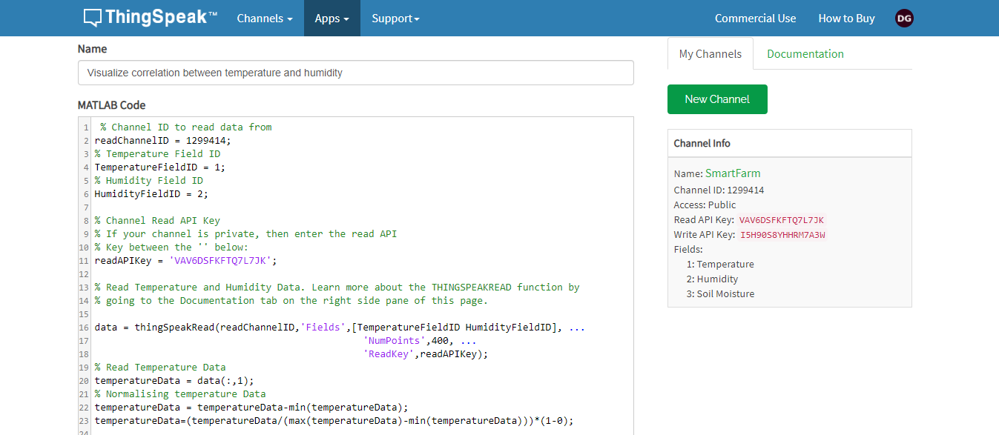 ThingSpeak™ Channels Apps Support Commercial Use How to Buy DG
Name
Visualize correlation between temperature and humidity
MATLAB Code
1 % Channel ID to read data from
2 readChannelID = 1299414;
3 % Temperature Field ID
4 TemperatureFieldID = 1;
5 % Humidity Field ID
6 HumidityFieldID = 2;
7
8 % Channel Read API Key
9 % If your channel is private, then enter the read API
10 % Key between the '' below:
11 readAPIKey = 'VAV6DSFKFTQ7L7JK';
12
13 % Read Temperature and Humidity Data. Learn more about the THINGSPEAKREAD function by
14 % going to the Documentation tab on the right side pane of this page.
15
16 data = thingSpeakRead(readChannelID,'Fields',[TemperatureFieldID HumidityFieldID], ...
17 'NumPoints',400, ...
18 'ReadKey',readAPIKey);
19 % Read Temperature Data
20 temperatureData = data(:,1);
21 % Normalising temperature Data
22 temperatureData = temperatureData-min(temperatureData);
23 temperatureData=(temperatureData/(max(temperatureData)-min(temperatureData)))*(1-0);
24
My Channels Documentation
New Channel
Channel Info
Name: SmartFarm
Channel ID: 1299414
Access: Public
Read API Key: VAV6DSFKFTQ7L7JK
Write API Key: I5H90S8YHHRM7A3W
Fields:
1: Temperature
2: Humidity
3: Soil Moisture